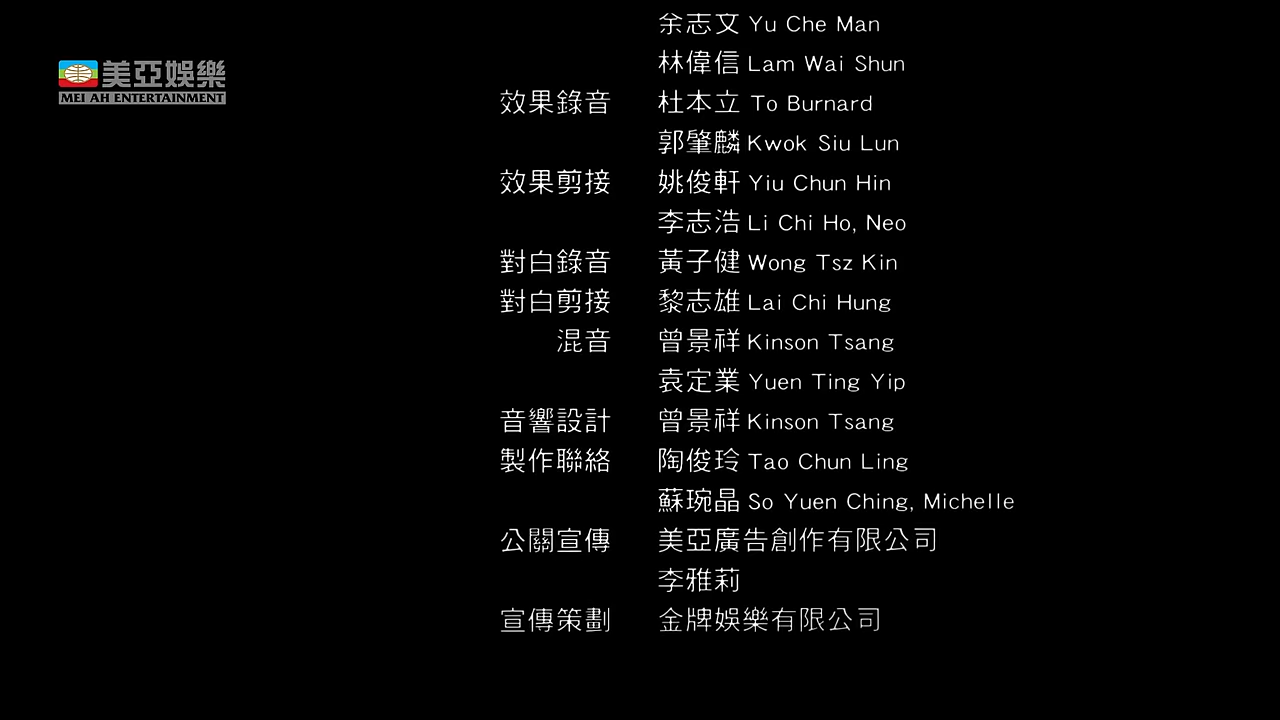 余志文 Yu Che Man
美亞娛樂
MEI AH ENTERTAINMENT
林偉信 Lam Wai Shun
效果錄音 杜本立 To Burnard
郭肇麟 Kwok Siu Lun
效果剪接 姚俊軒 Yiu Chun Hin
李志浩 Li Chi Ho, Neo
對白錄音 黃子健 Wong Tsz Kin
對白剪接 黎志雄 Lai Chi Hung
混音 曾景祥 Kinson Tsang
袁定業 Yuen Ting Yip
音響設計 曾景祥 Kinson Tsang
製作聯絡 陶俊玲 Tao Chun Ling
蘇琬晶 So Yuen Ching, Michelle
公關宣傳 美亞廣告創作有限公司
李雅莉
宣傳策劃 金牌娛樂有限公司